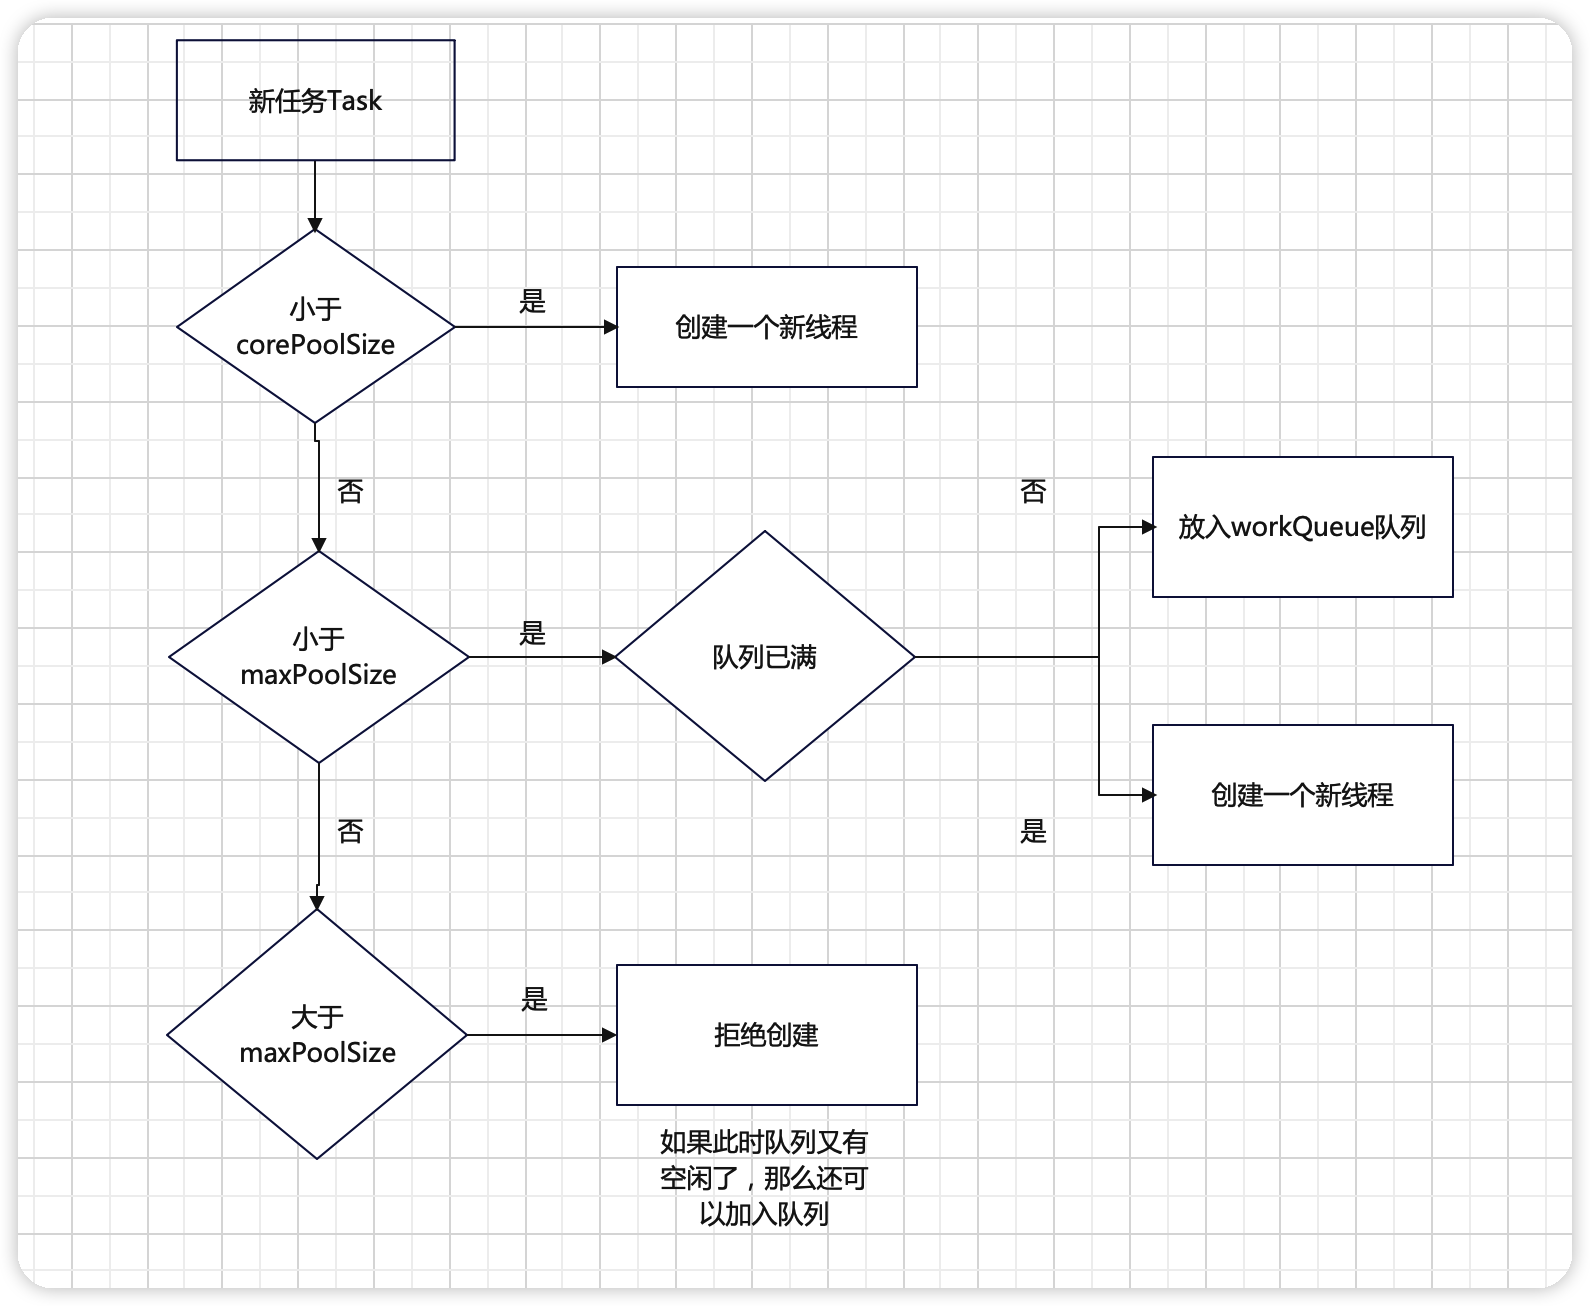 新任务Task
小于
corePoolSize
是
创建一个新线程
否
小于
maxPoolSize
是
队列已满
否
放入workQueue队列
是
创建一个新线程
否
大于
maxPoolSize
是
拒绝创建
如果此时队列又有
空闲了，那么还可
以加入队列